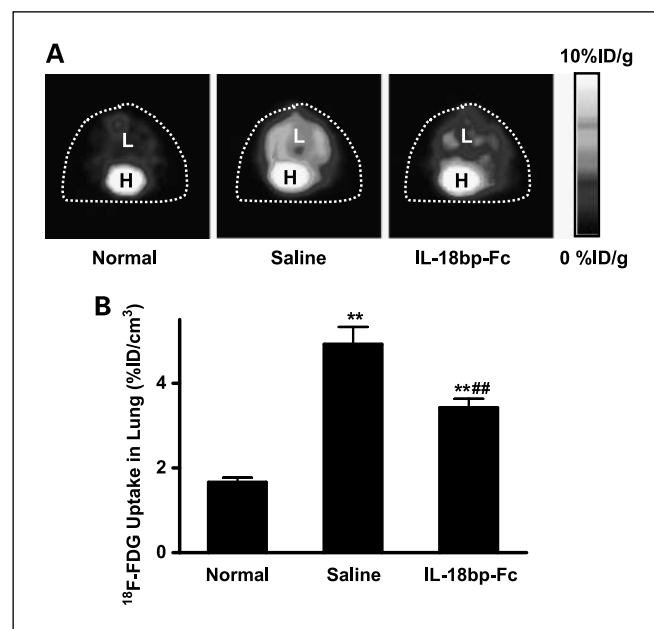 A
10%ID/g
L
H
L
H
L
H
Normal
Saline
IL-18bp-Fc
0 %ID/g
B
¹⁸F-FDG Uptake in Lung (%ID/cm³)
4
2
0
**
**##
Normal
Saline
IL-18bp-Fc